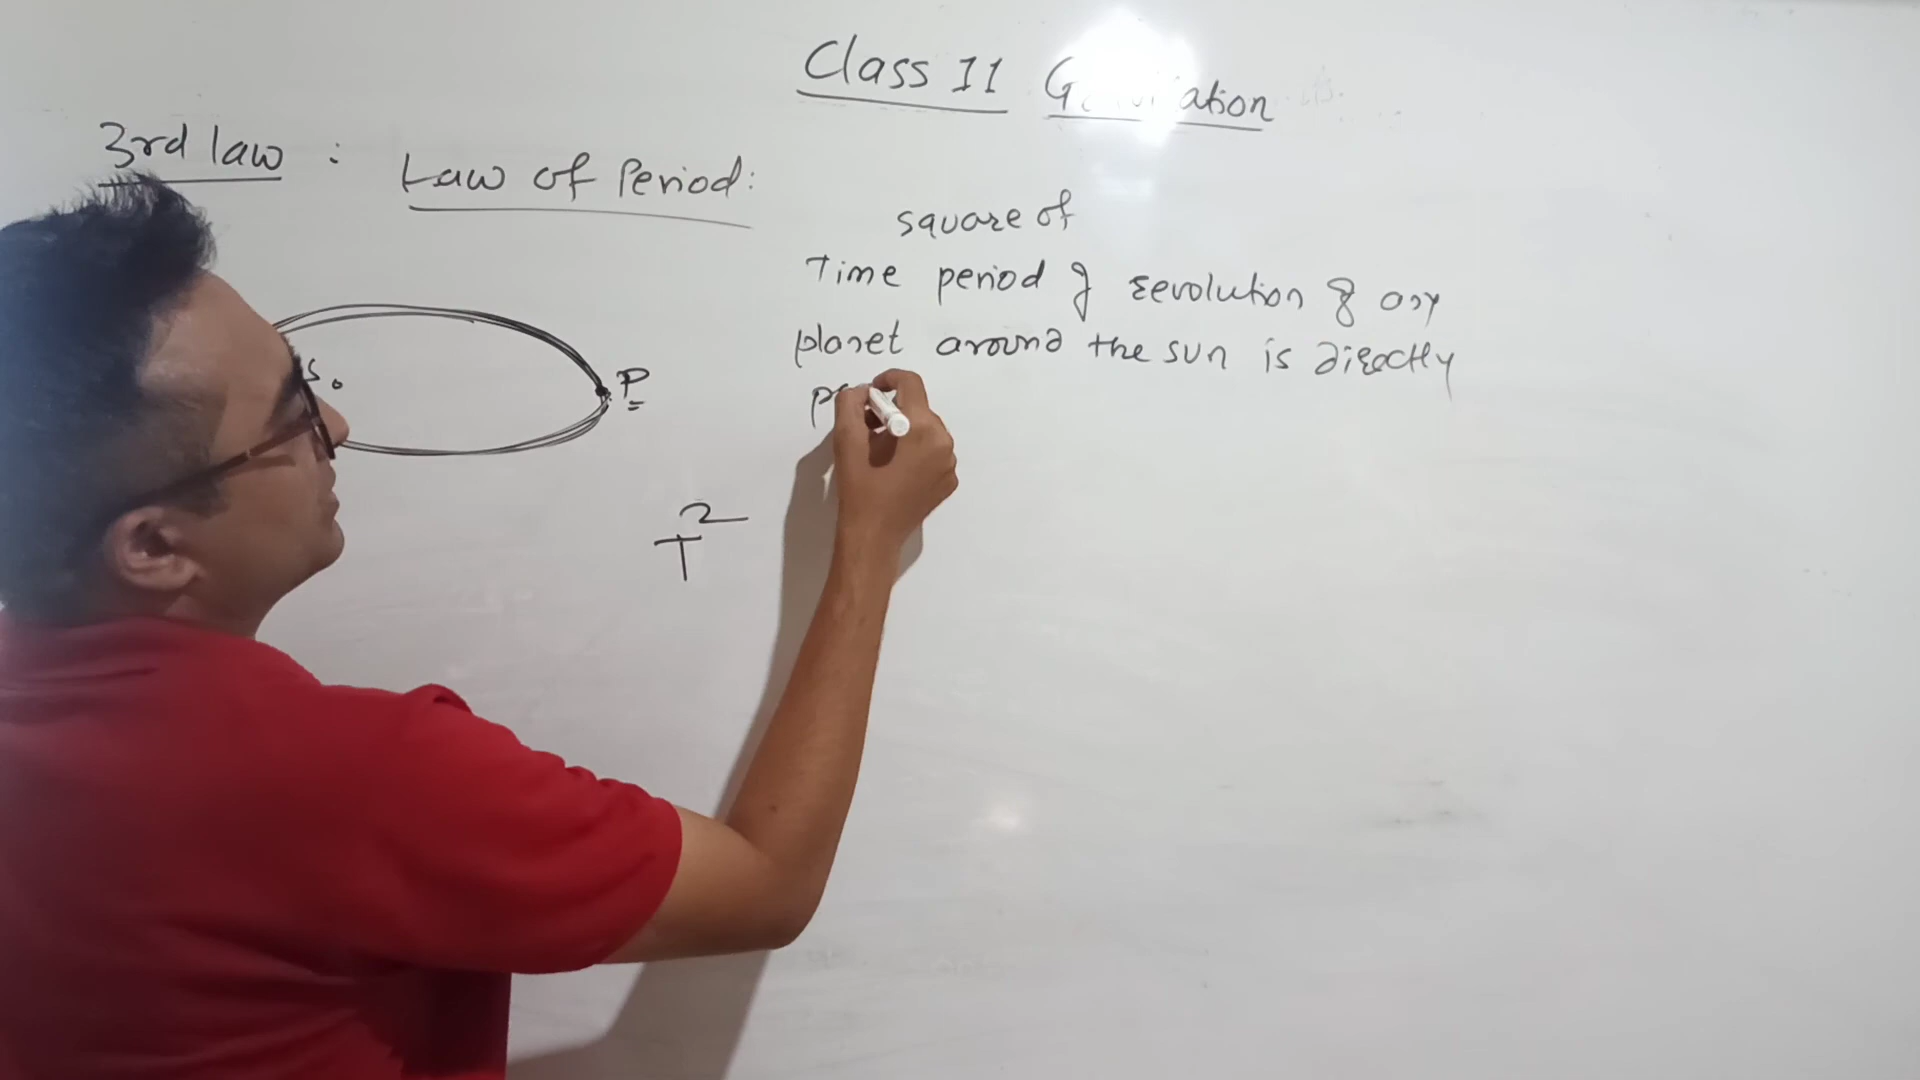 Class 11 Gravitation
3rd law : Law of Period:
square of
Time period of revolution of any
planet around the sun is directly
S
P
T²